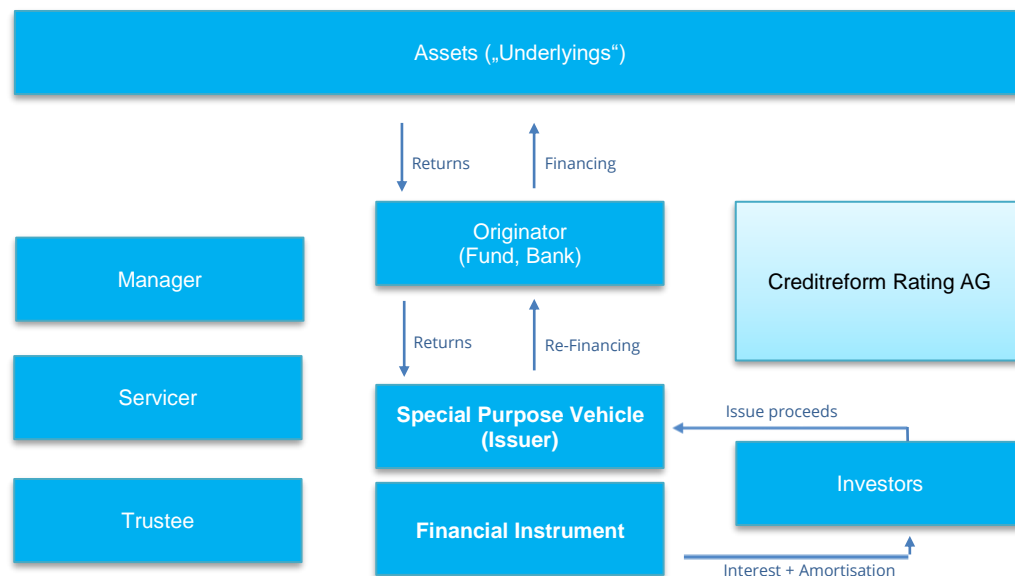 Assets („Underlyings“)
Returns
Financing
Originator
(Fund, Bank)
Creditreform Rating AG
Manager
Returns
Re-Financing
Servicer
Special Purpose Vehicle
(Issuer)
Issue proceeds
Investors
Trustee
Financial Instrument
Interest + Amortisation